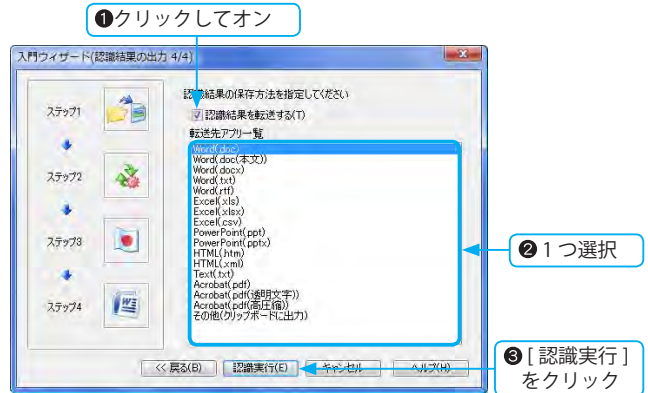 ❶クリックしてオン
入門ウィザード(認識結果の出力 4/4)
認識結果の保存方法を指定してください
ステップ1
認識結果を転送する(T)
転送先アプリ一覧
Word(.doc)
Word(.doc(本文))
Word(.docx)
Word(.txt)
Word(.rtf)
Excel(.xls)
Excel(.xlsx)
Excel(.csv)
PowerPoint(.ppt)
PowerPoint(.pptx)
HTML(.htm)
HTML(.xml)
Text(.txt)
Acrobat(.pdf)
Acrobat(.pdf(透明文字))
Acrobat(.pdf(高圧縮))
その他(クリップボードに出力)
ステップ2
ステップ3
ステップ4
❷1つ選択
<< 戻る(B)
認識実行(E)
キャンセル
ヘルプ(H)
❸[認識実行]
をクリック